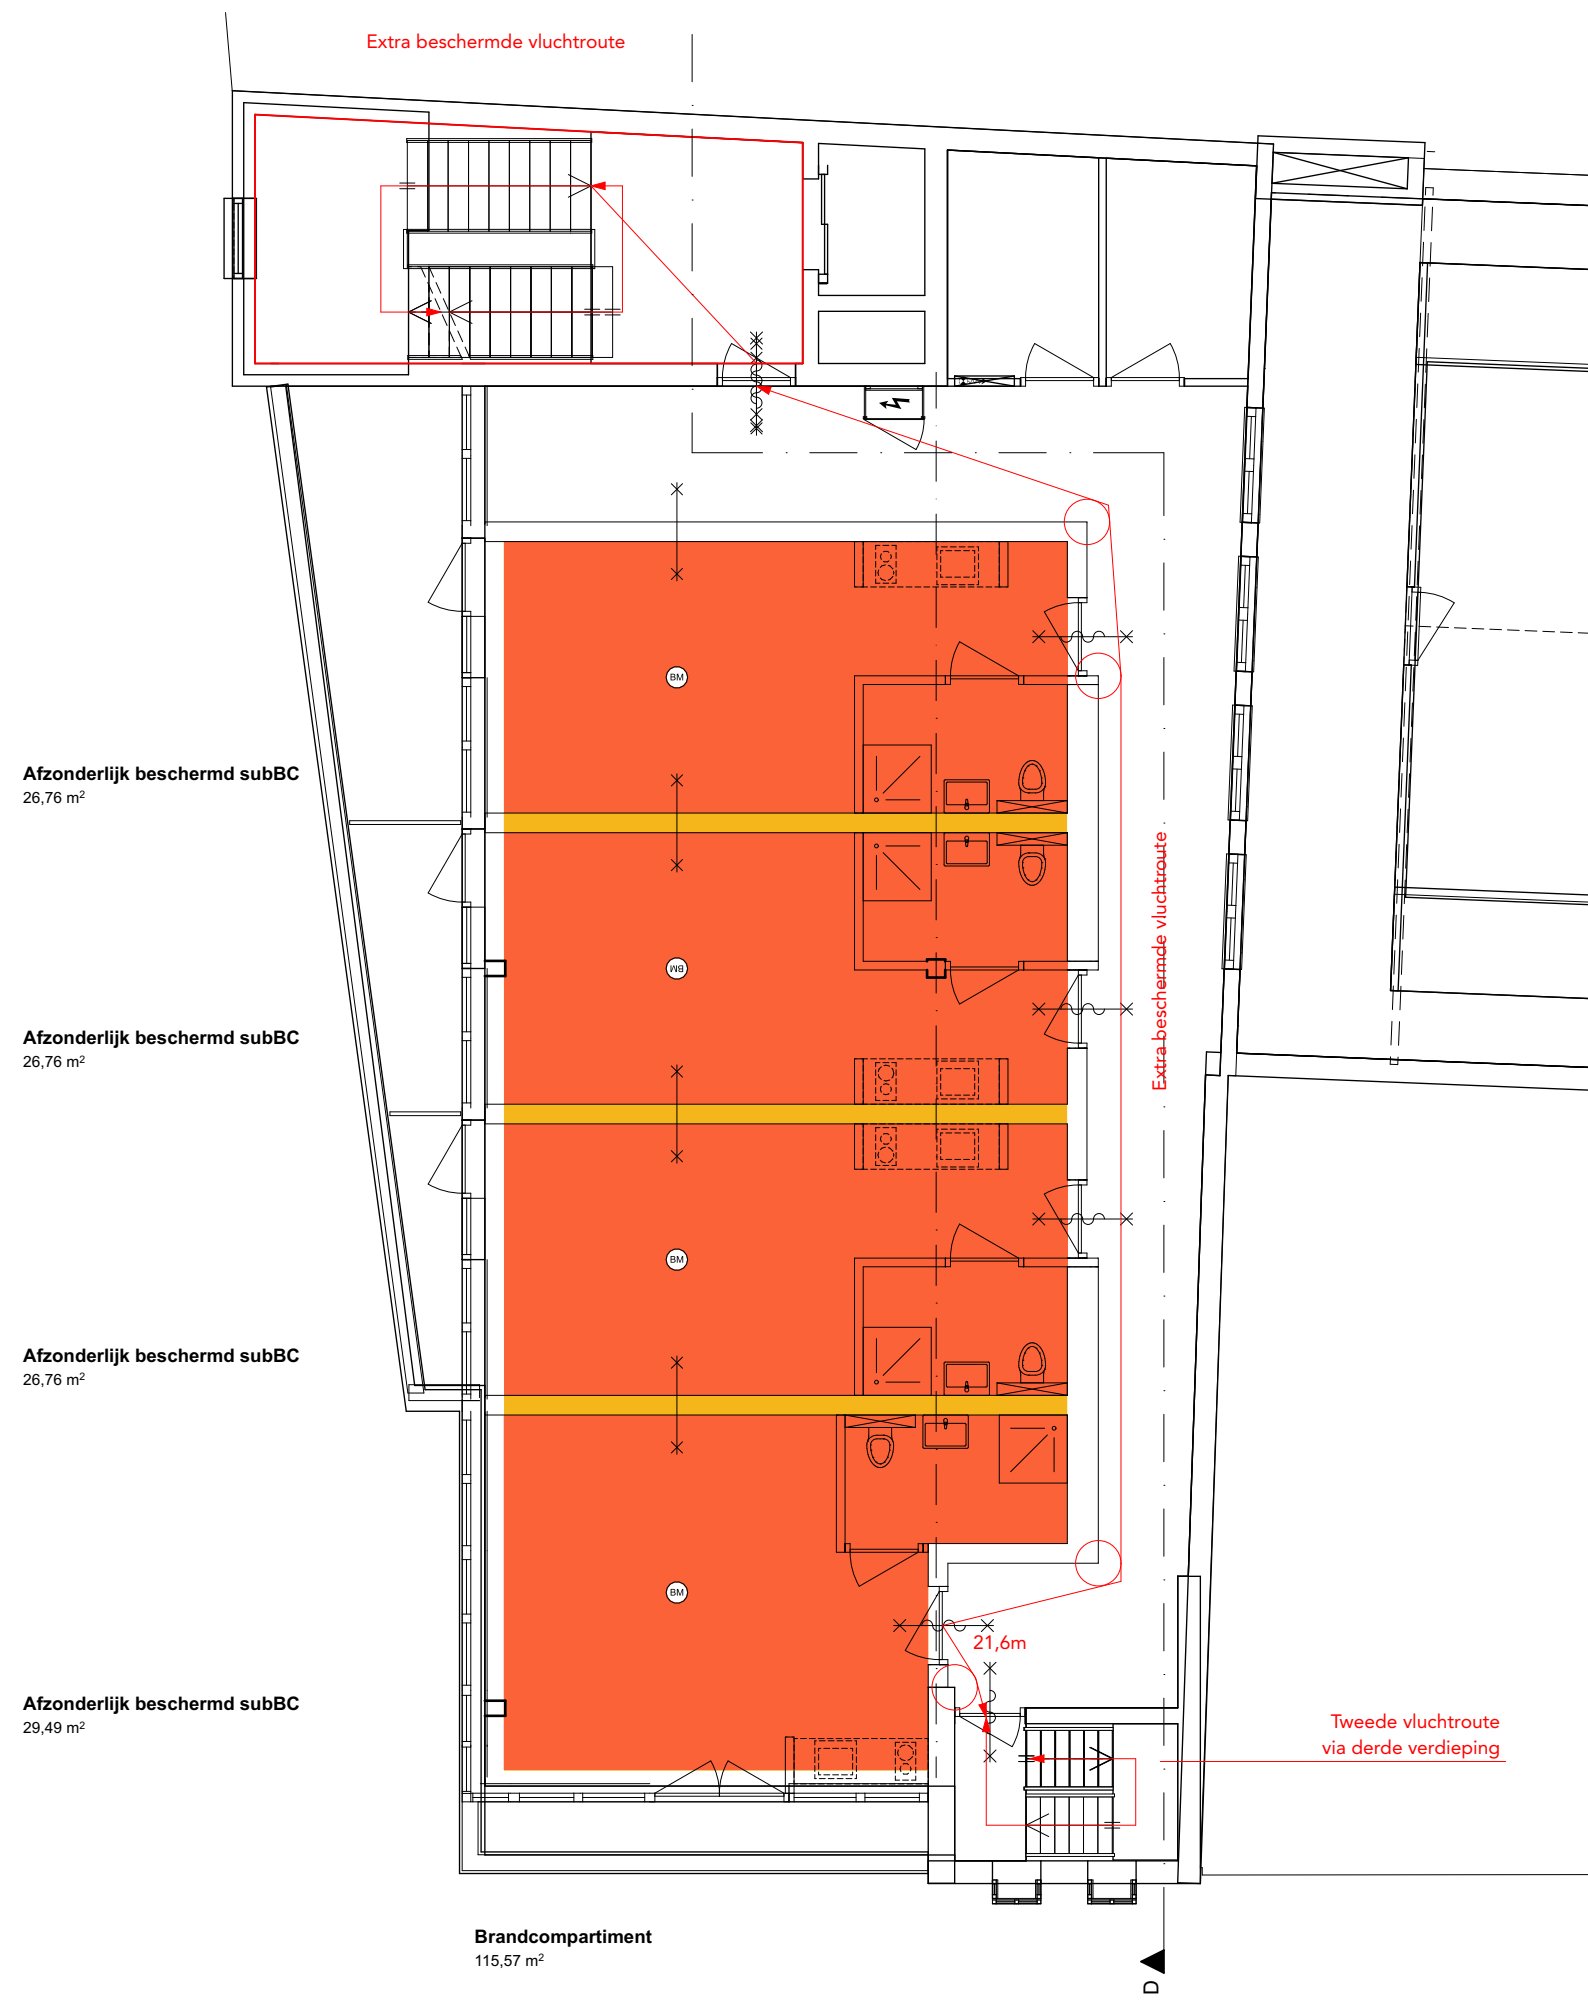 Extra beschermde vluchtroute
BM
Afzonderlijk beschermd subBC
26,76 m²
Extra beschermde vluchtroute
BM
Afzonderlijk beschermd subBC
26,76 m²
BM
Afzonderlijk beschermd subBC
26,76 m²
BM
21,6m
Afzonderlijk beschermd subBC
29,49 m²
Tweede vluchtroute
via derde verdieping
Brandcompartiment
115,57 m²
D